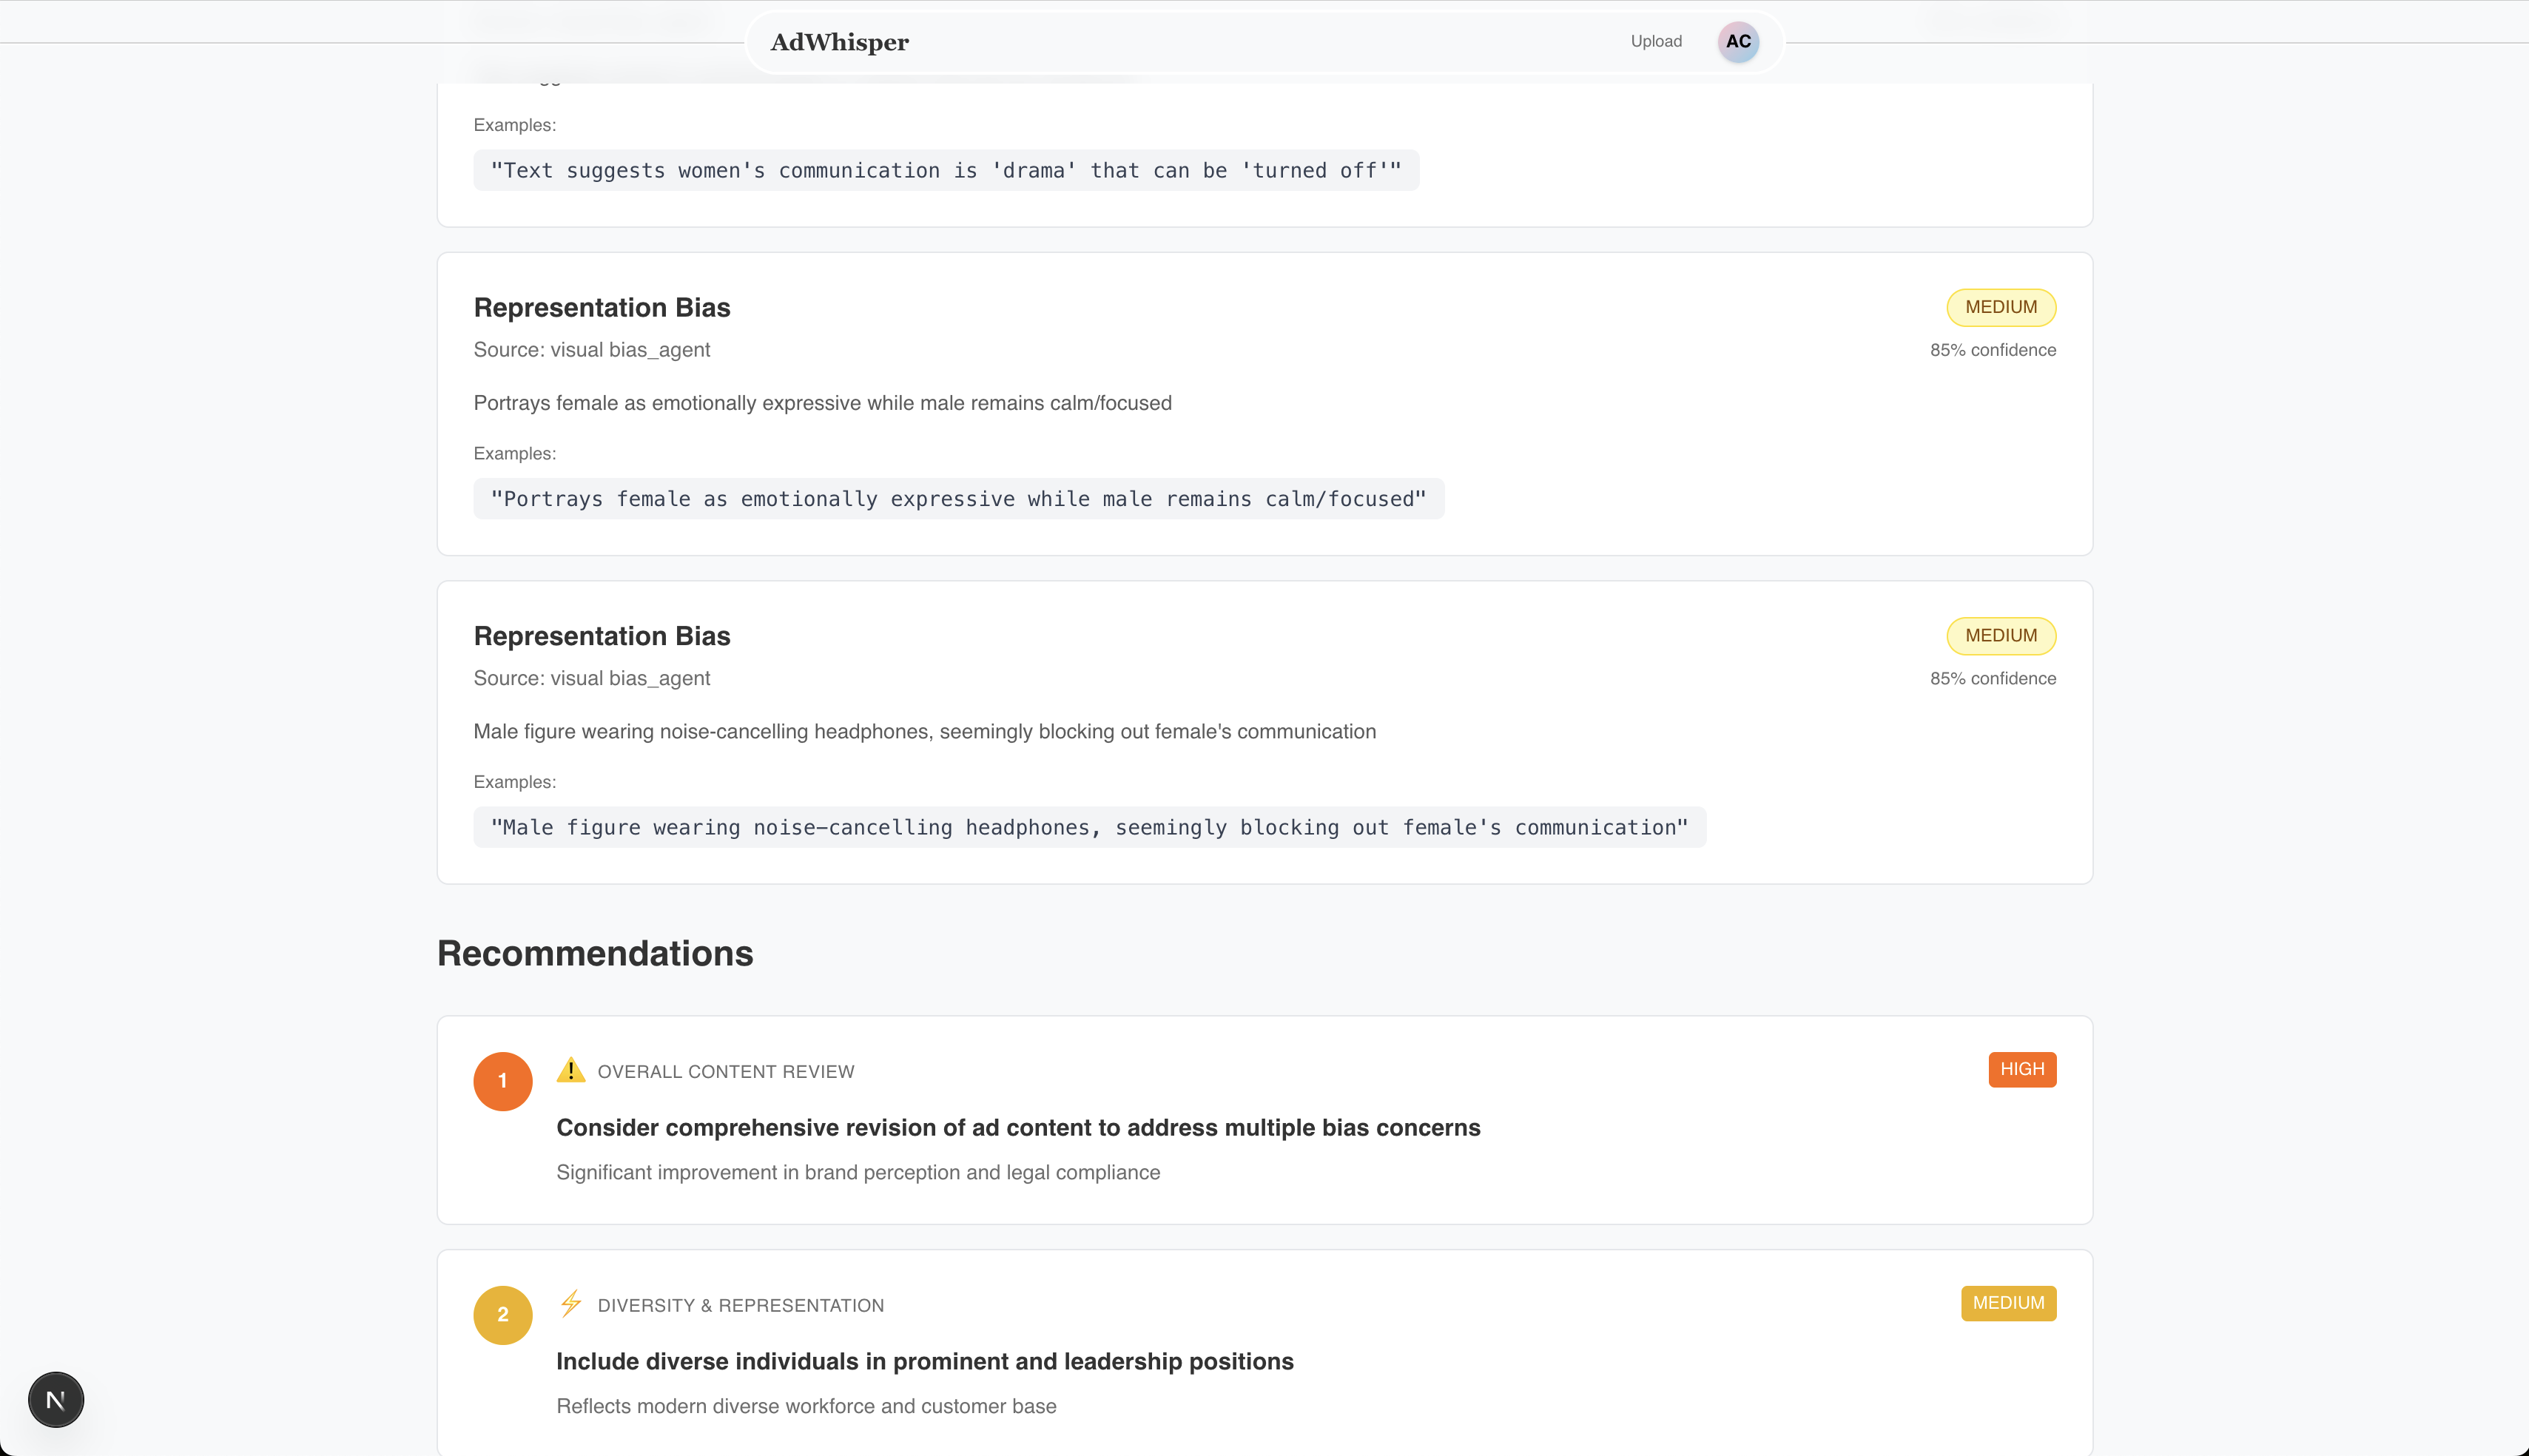 AdWhisper
Upload
AC
Examples:
"Text suggests women's communication is 'drama' that can be 'turned off'"
Representation Bias
MEDIUM
Source: visual bias_agent
85% confidence
Portrays female as emotionally expressive while male remains calm/focused
Examples:
"Portrays female as emotionally expressive while male remains calm/focused"
Representation Bias
MEDIUM
Source: visual bias_agent
85% confidence
Male figure wearing noise-cancelling headphones, seemingly blocking out female's communication
Examples:
"Male figure wearing noise-cancelling headphones, seemingly blocking out female's communication"
Recommendations
1
OVERALL CONTENT REVIEW
HIGH
Consider comprehensive revision of ad content to address multiple bias concerns
Significant improvement in brand perception and legal compliance
2
DIVERSITY & REPRESENTATION
MEDIUM
Include diverse individuals in prominent and leadership positions
Reflects modern diverse workforce and customer base
N